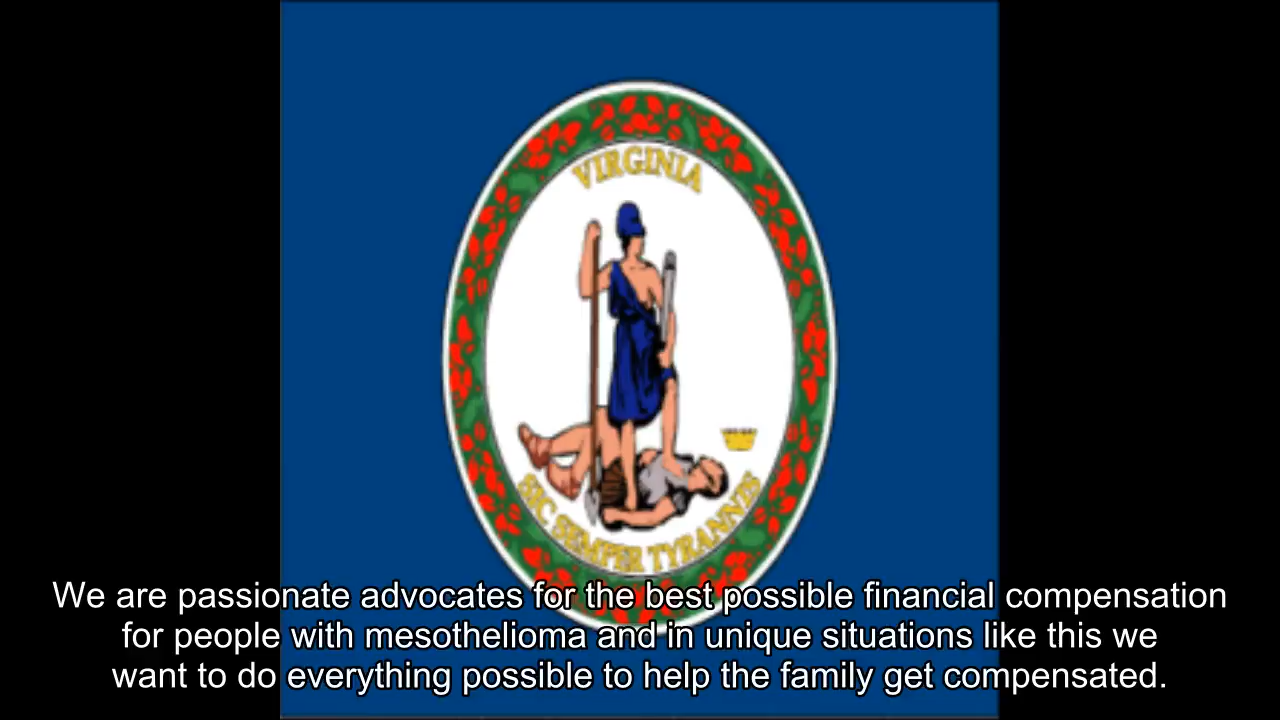 VIRGINIA
SIC SEMPER TYRANNIS
We are passionate advocates for the best possible financial compensation
for people with mesothelioma and in unique situations like this we
want to do everything possible to help the family get compensated.